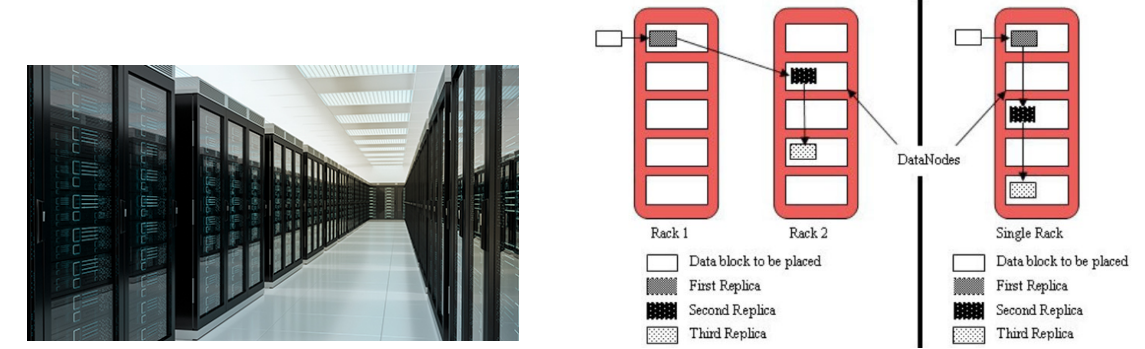 DataNodes
Rack 1
Rack 2
Data block to be placed
First Replica
Second Replica
Third Replica
Single Rack
Data block to be placed
First Replica
Second Replica
Third Replica